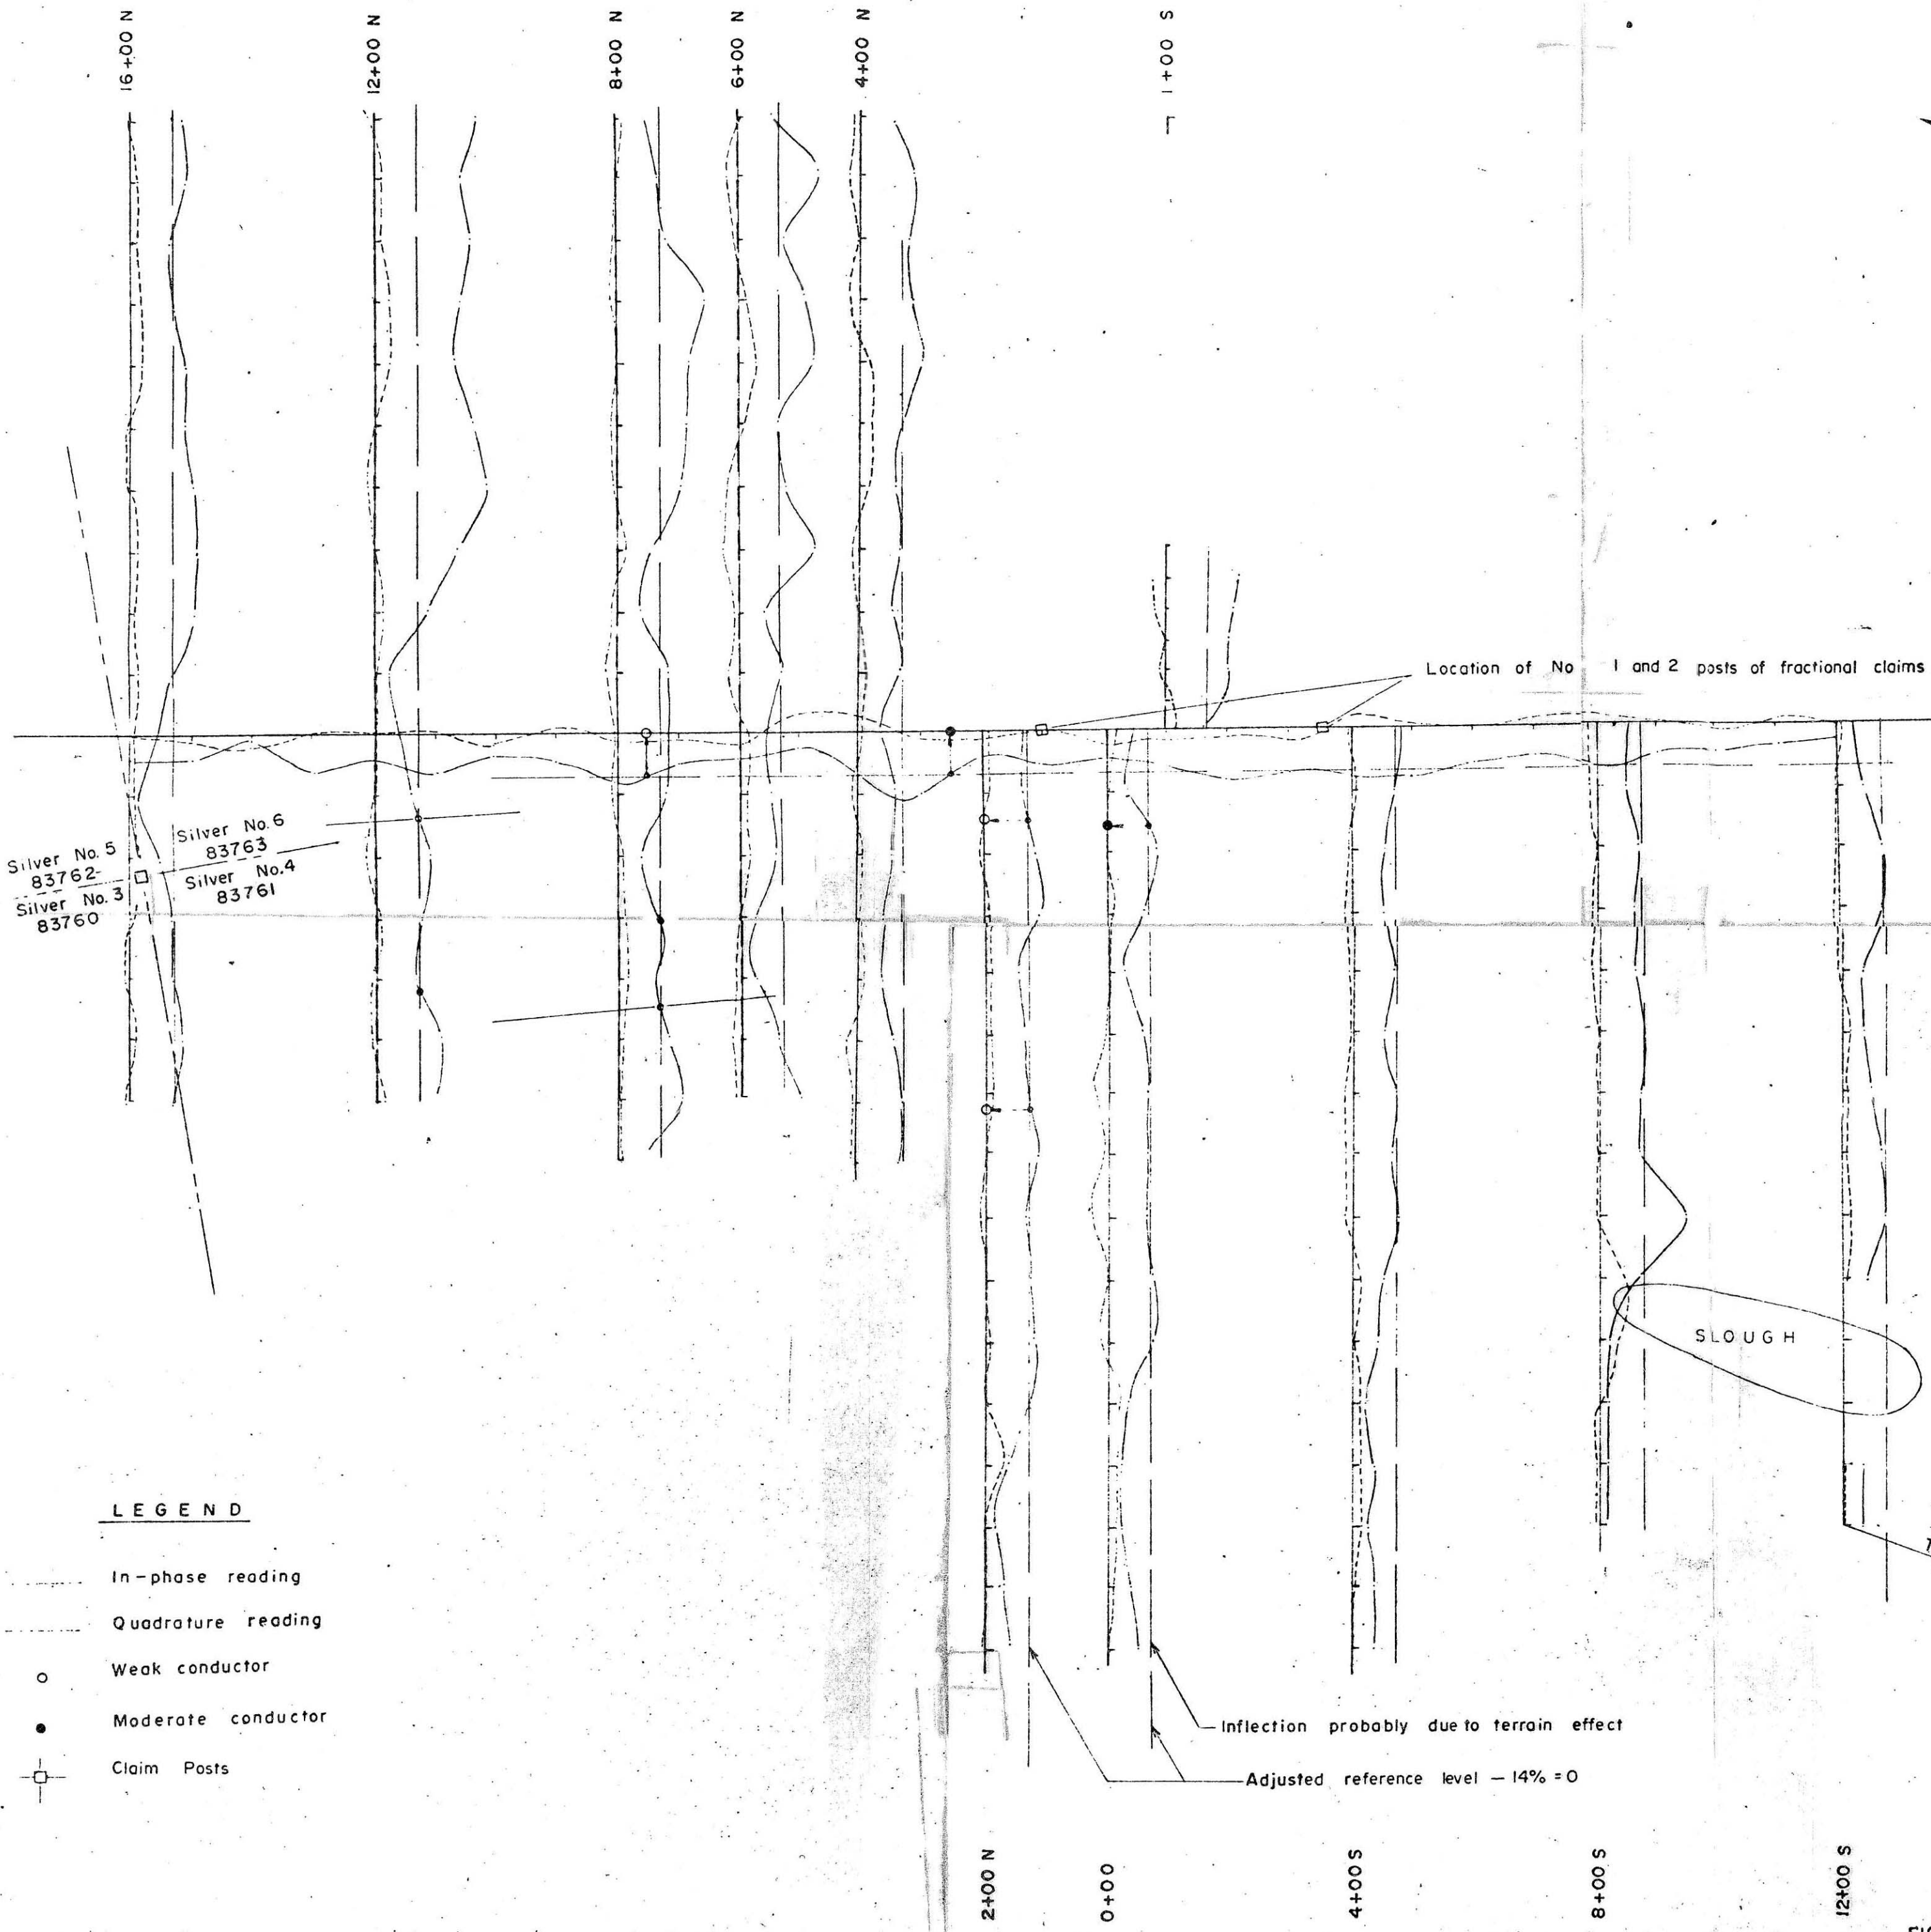 16+00 N
12+00 N
8+00 N
6+00 N
4+00 N
1+00 S
L
Location of No 1 and 2 posts of fractional claims
Silver No. 5
83762
Silver No. 6
83763
Silver No. 3
83760
Silver No.4
83761
SLOUGH
LEGEND
In-phase reading
Quadrature reading
Weak conductor
Moderate conductor
Claim Posts
Inflection probably due to terrain effect
Adjusted reference level – 14% = 0
2+00 N
0+00
4+00 S
8+00 S
12+00 S